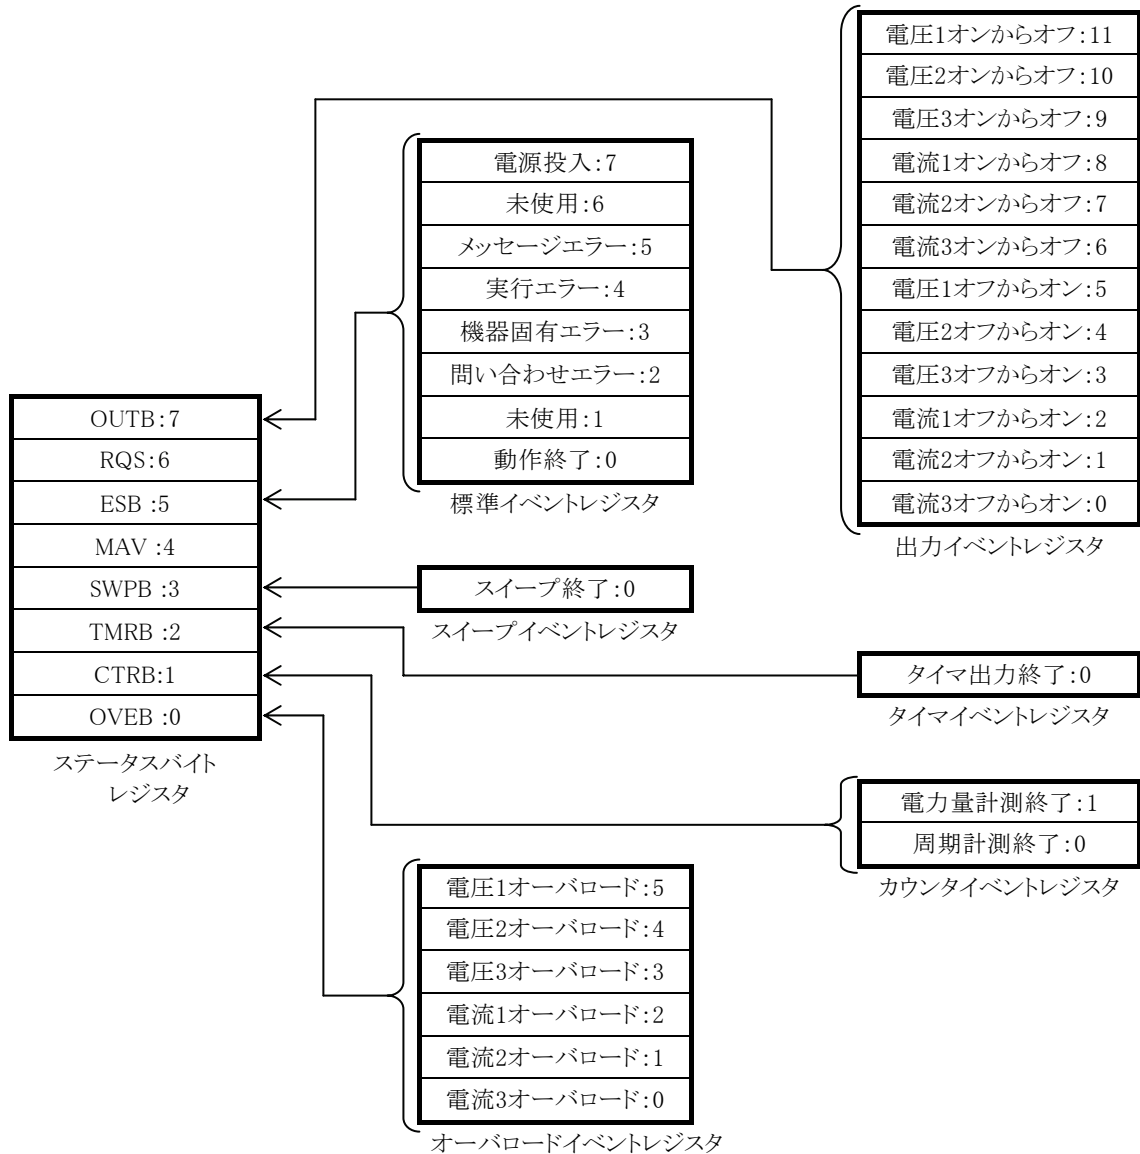 電圧1オンからオフ:11
電圧2オンからオフ:10
電圧3オンからオフ:9
電流1オンからオフ:8
電流2オンからオフ:7
電流3オンからオフ:6
電圧1オフからオン:5
電圧2オフからオン:4
電圧3オフからオン:3
電流1オフからオン:2
電流2オフからオン:1
電流3オフからオン:0
出力イベントレジスタ
電源投入:7
未使用:6
メッセージエラー:5
実行エラー:4
機器固有エラー:3
問い合わせエラー:2
未使用:1
動作終了:0
標準イベントレジスタ
OUTB:7
RQS:6
ESB :5
MAV :4
SWPB :3
TMRB :2
CTRB:1
OVEB :0
ステータスバイト
レジスタ
スイープ終了:0
スイープイベントレジスタ
タイマ出力終了:0
タイマイベントレジスタ
電力量計測終了:1
周期計測終了:0
カウンタイベントレジスタ
電圧1オーバロード:5
電圧2オーバロード:4
電圧3オーバロード:3
電流1オーバロード:2
電流2オーバロード:1
電流3オーバロード:0
オーバロードイベントレジスタ